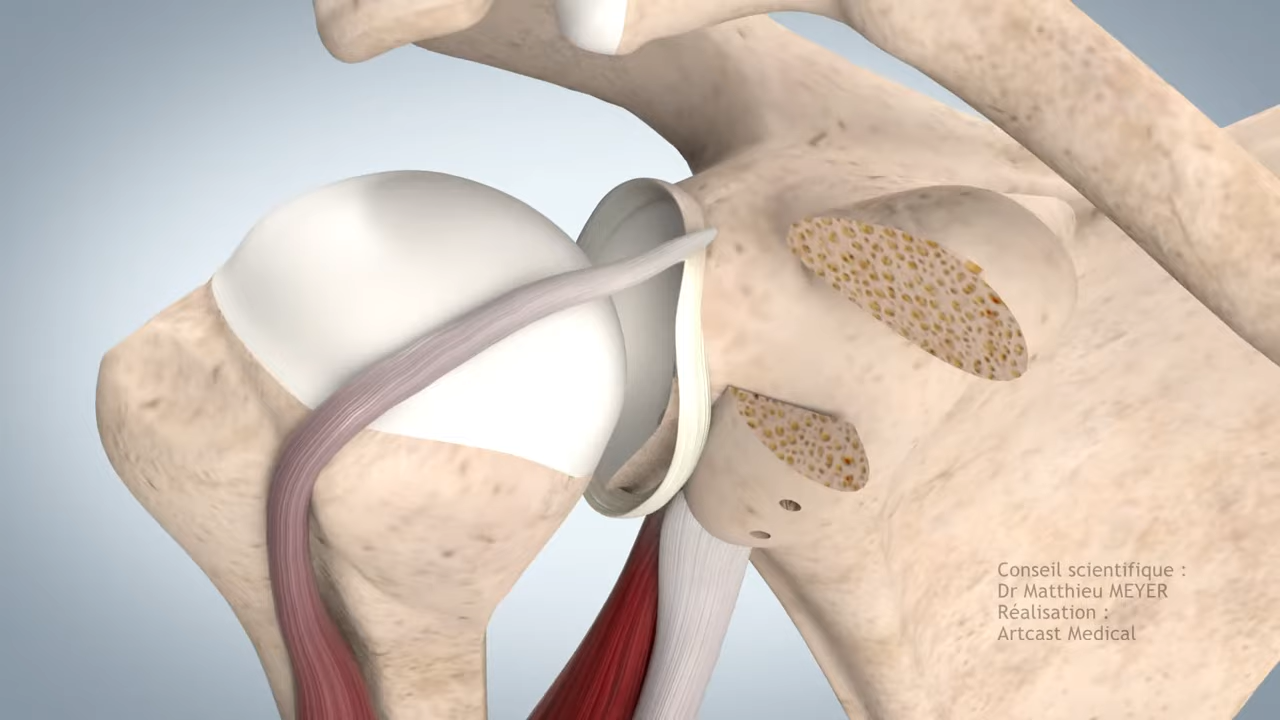 Conseil scientifique :
Dr Matthieu MEYER
Réalisation :
Artcast Medical